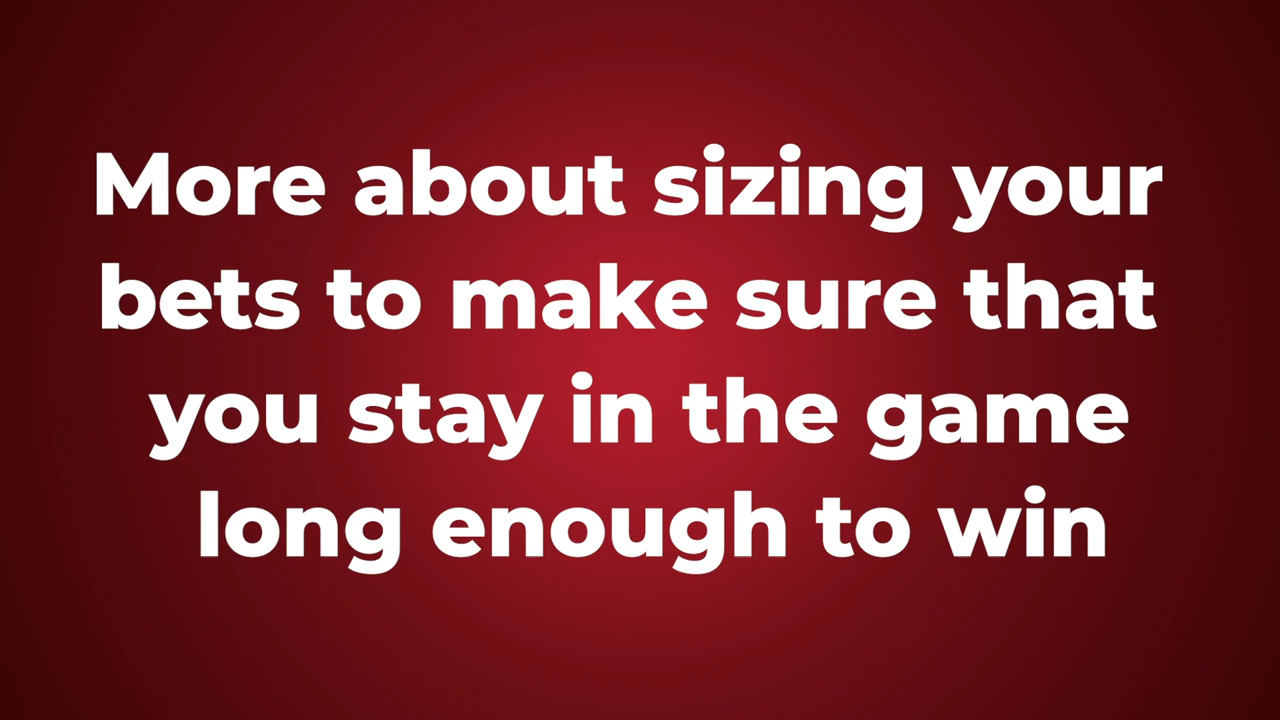 More about sizing your
bets to make sure that
you stay in the game
long enough to win